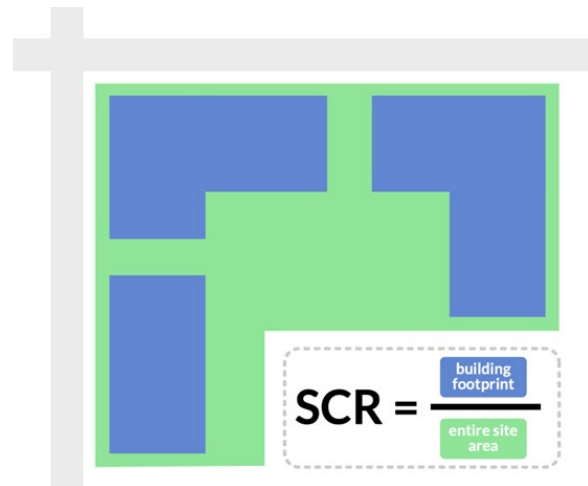 SCR =
building
footprint
entire site
area